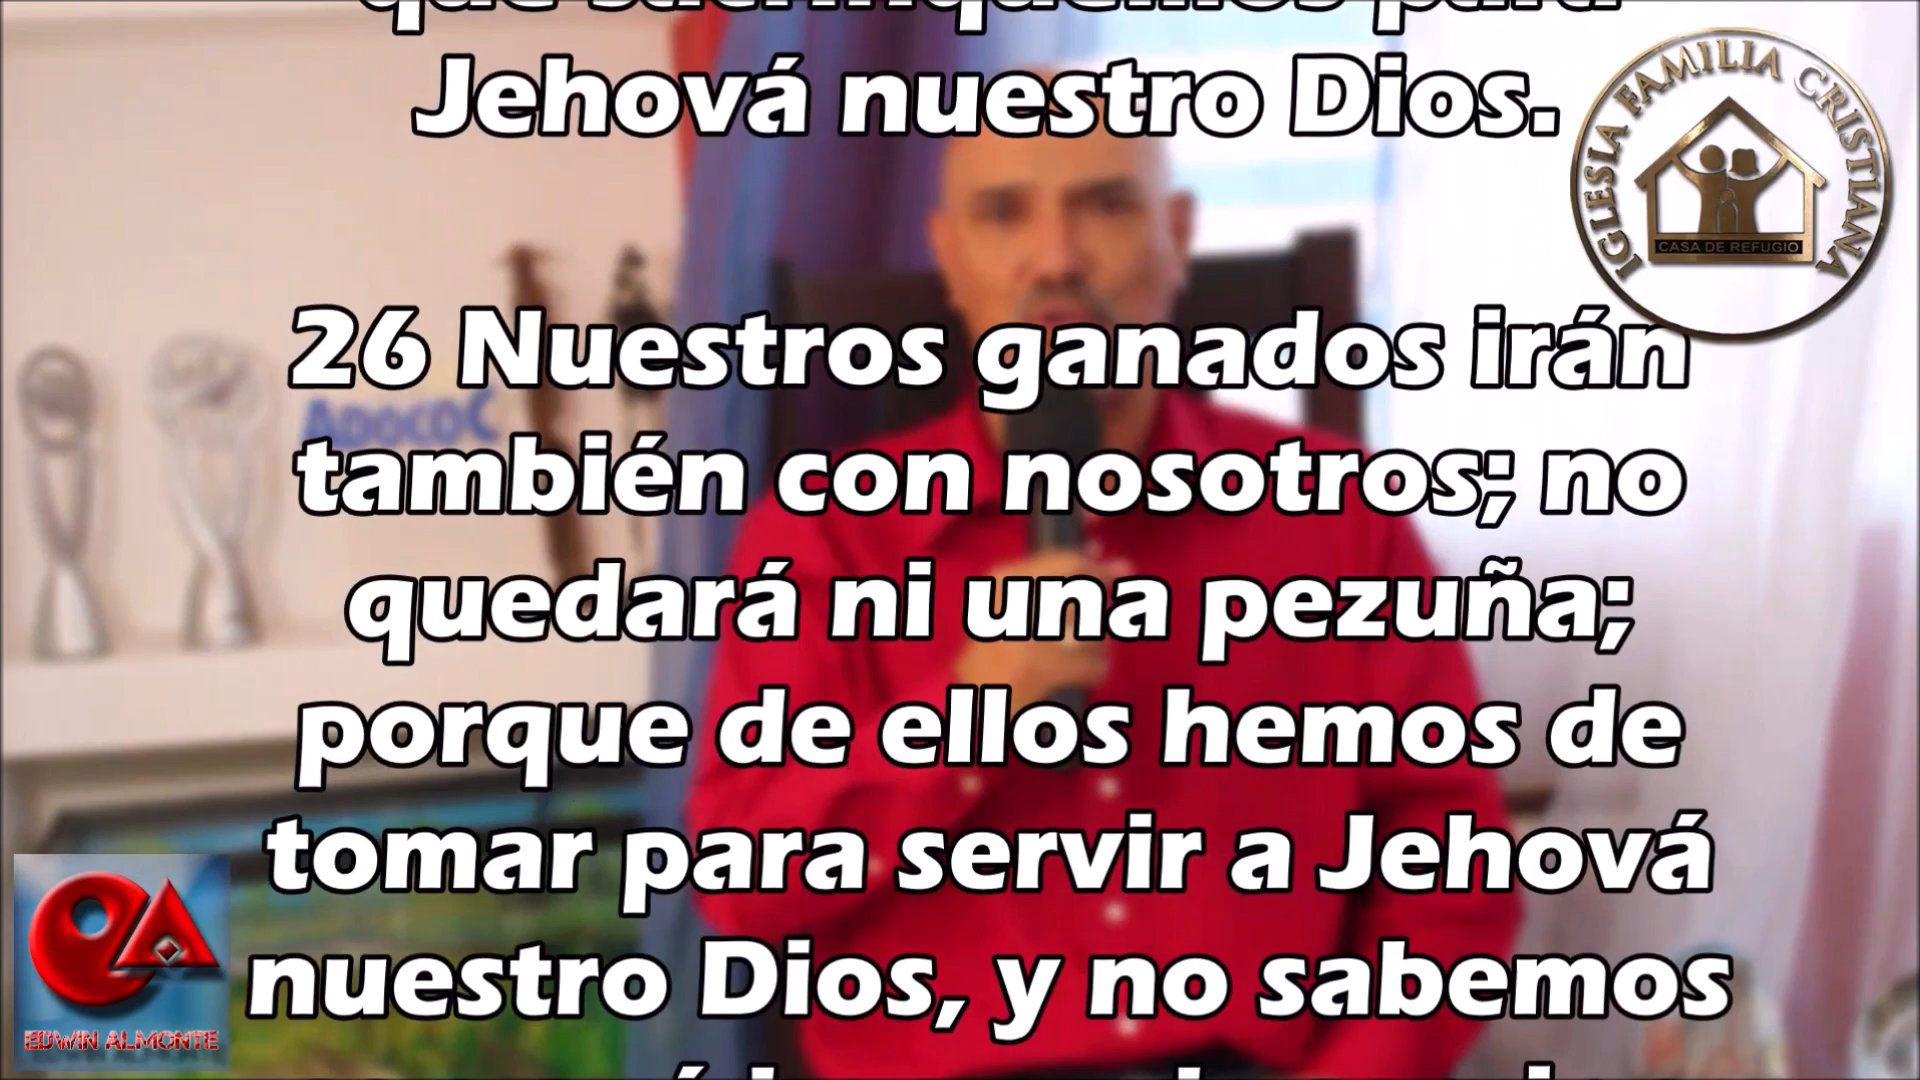 Jehová nuestro Dios.
26 Nuestros ganados irán
también con nosotros; no
quedará ni una pezuña;
porque de ellos hemos de
tomar para servir a Jehová
nuestro Dios, y no sabemos
IGLESIA FAMILIA CRISTIANA
CASA DE REFUGIO
ADOCOC
EDWIN ALMONTE